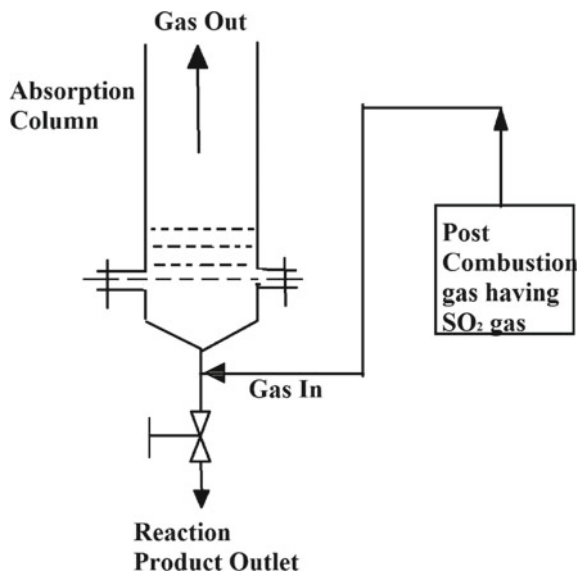 Gas Out
Absorption
Column
Post
Combustion
gas having
SO₂ gas
Gas In
Reaction
Product Outlet